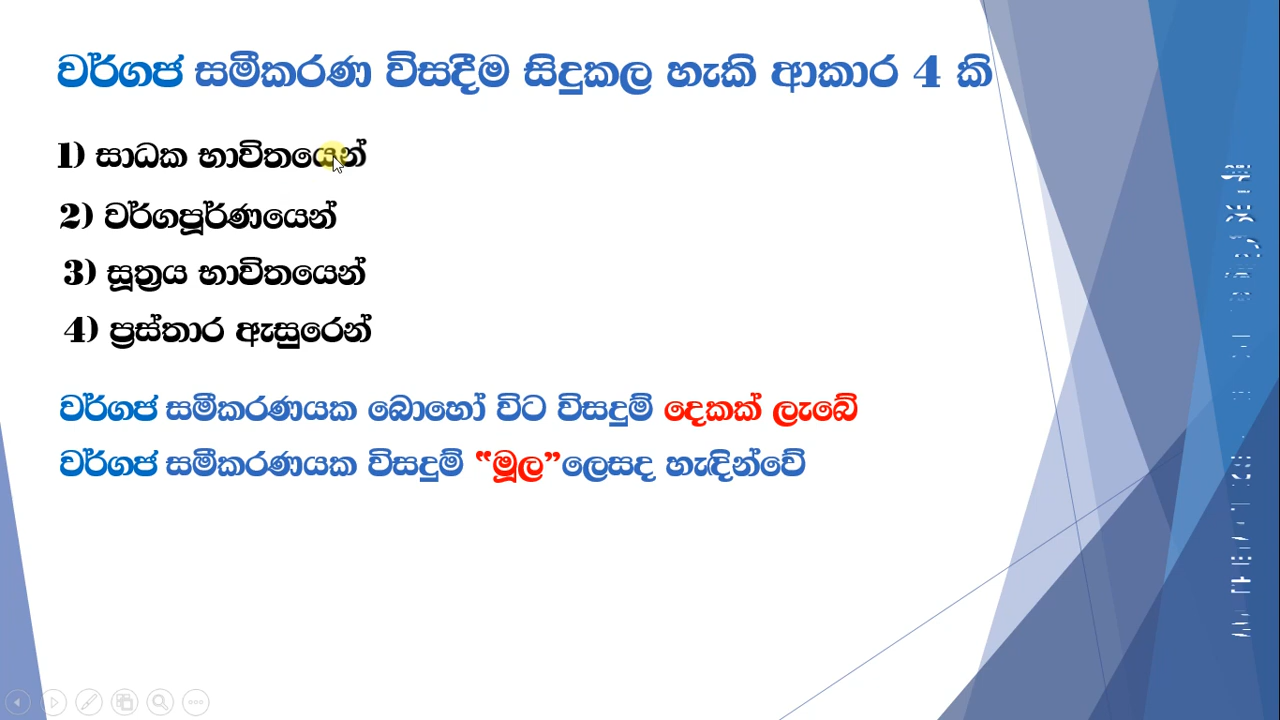 වර්ගජ සමීකරණ විසදීම සිදුකල හැකි ආකාර 4 කි
1) සාධක භාවිතයෙන්
2) වර්ගපූර්ණයෙන්
3) සූත්‍රය භාවිතයෙන්
4) ප්‍රස්තාර ඇසුරෙන්
වර්ගජ සමීකරණයක බොහෝ විට විසදුම් දෙකක් ලැබේ
වර්ගජ සමීකරණයක විසදුම් “මූල”ලෙසද හැඳින්වේ